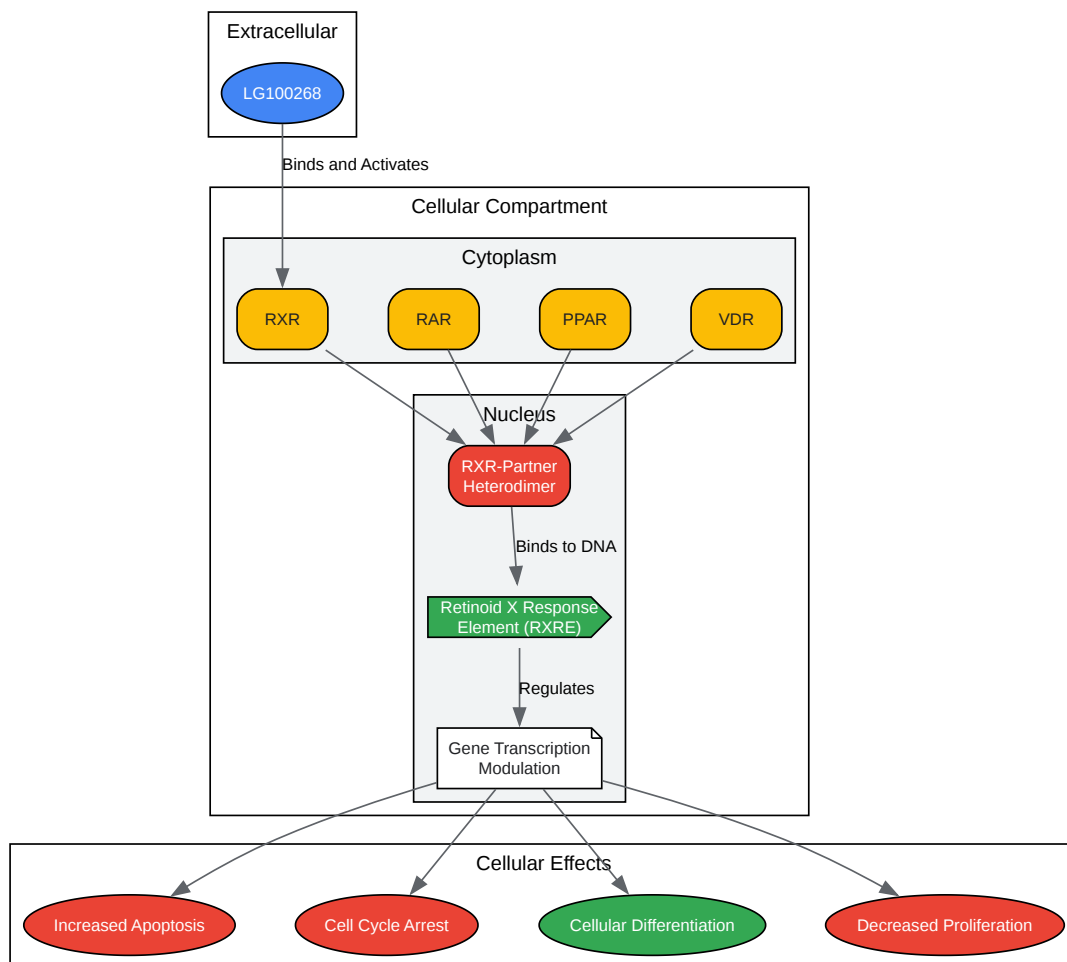 Extracellular
LG100268
Binds and Activates
Cellular Compartment
Cytoplasm
RXR
RAR
PPAR
VDR
Nucleus
RXR-Partner
Heterodimer
Binds to DNA
Retinoid X Response
Element (RXRE)
Regulates
Gene Transcription
Modulation
Cellular Effects
Increased Apoptosis
Cell Cycle Arrest
Cellular Differentiation
Decreased Proliferation